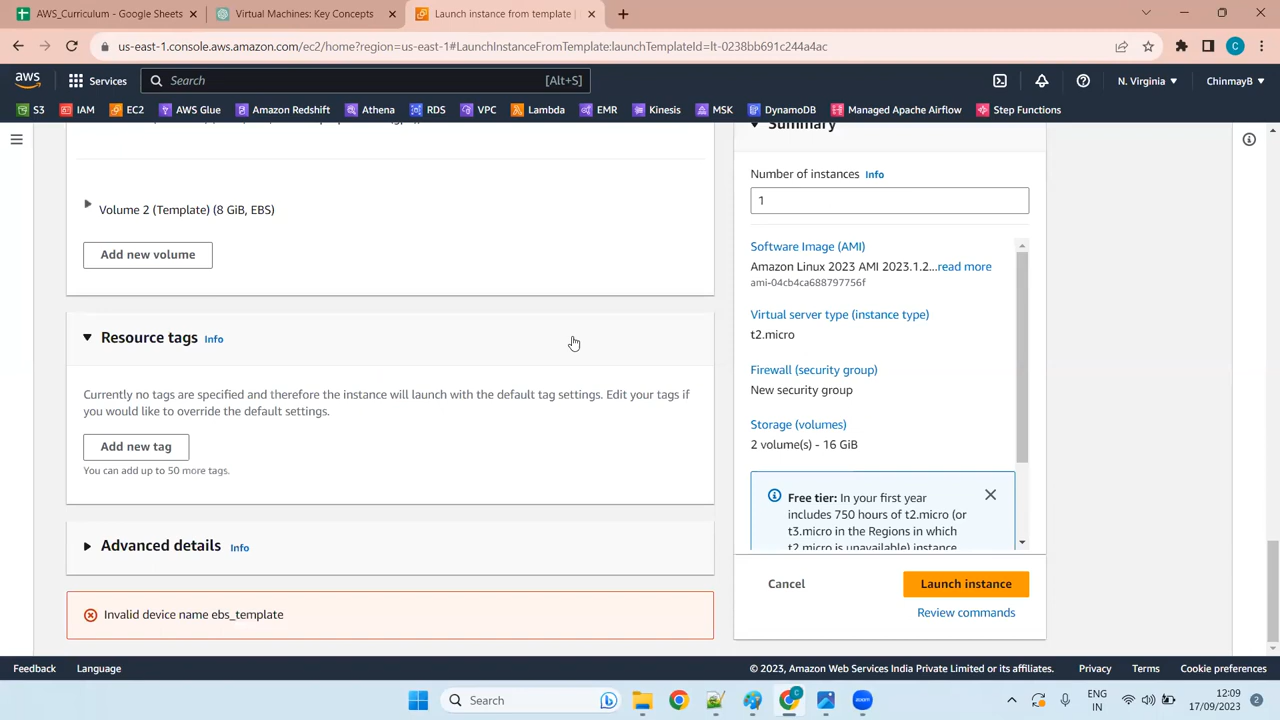 AWS_Curriculum - Google Sheets
Virtual Machines: Key Concepts
Launch instance from template |
us-east-1.console.aws.amazon.com/ec2/home?region=us-east-1#LaunchInstanceFromTemplate:launchTemplateId=lt-0238bb691c244a4ac
C
aws
Services
Search
[Alt+S]
N. Virginia
ChinmayB
S3
IAM
EC2
AWS Glue
Amazon Redshift
Athena
RDS
VPC
Lambda
EMR
Kinesis
MSK
DynamoDB
Managed Apache Airflow
Step Functions
Volume 2 (Template) (8 GiB, EBS)
Add new volume
Resource tags Info
Currently no tags are specified and therefore the instance will launch with the default tag settings. Edit your tags if
you would like to override the default settings.
Add new tag
You can add up to 50 more tags.
Advanced details Info
Invalid device name ebs_template
Summary
Number of instances Info
1
Software Image (AMI)
Amazon Linux 2023 AMI 2023.1.2...read more
ami-04cb4ca688797756f
Virtual server type (instance type)
t2.micro
Firewall (security group)
New security group
Storage (volumes)
2 volume(s) - 16 GiB
Free tier: In your first year
includes 750 hours of t2.micro (or
t3.micro in the Regions in which
t2.micro is unavailable) instance
Cancel
Launch instance
Review commands
Feedback
Language
© 2023, Amazon Web Services India Private Limited or its affiliates.
Privacy
Terms
Cookie preferences
Search
C
zoom
ENG
IN
12:09
17/09/2023
2